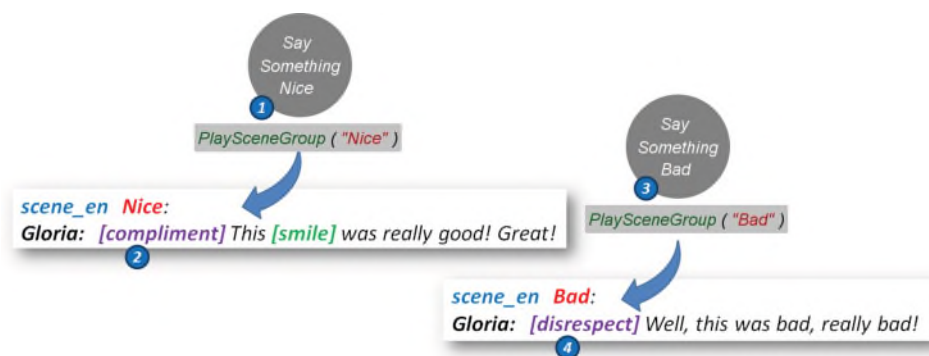 Say
Something
Nice
1
PlaySceneGroup ( "Nice" )
scene_en Nice:
Gloria: [compliment] This [smile] was really good! Great!
2
Say
Something
Bad
3
PlaySceneGroup ( "Bad" )
scene_en Bad:
Gloria: [disrespect] Well, this was bad, really bad!
4